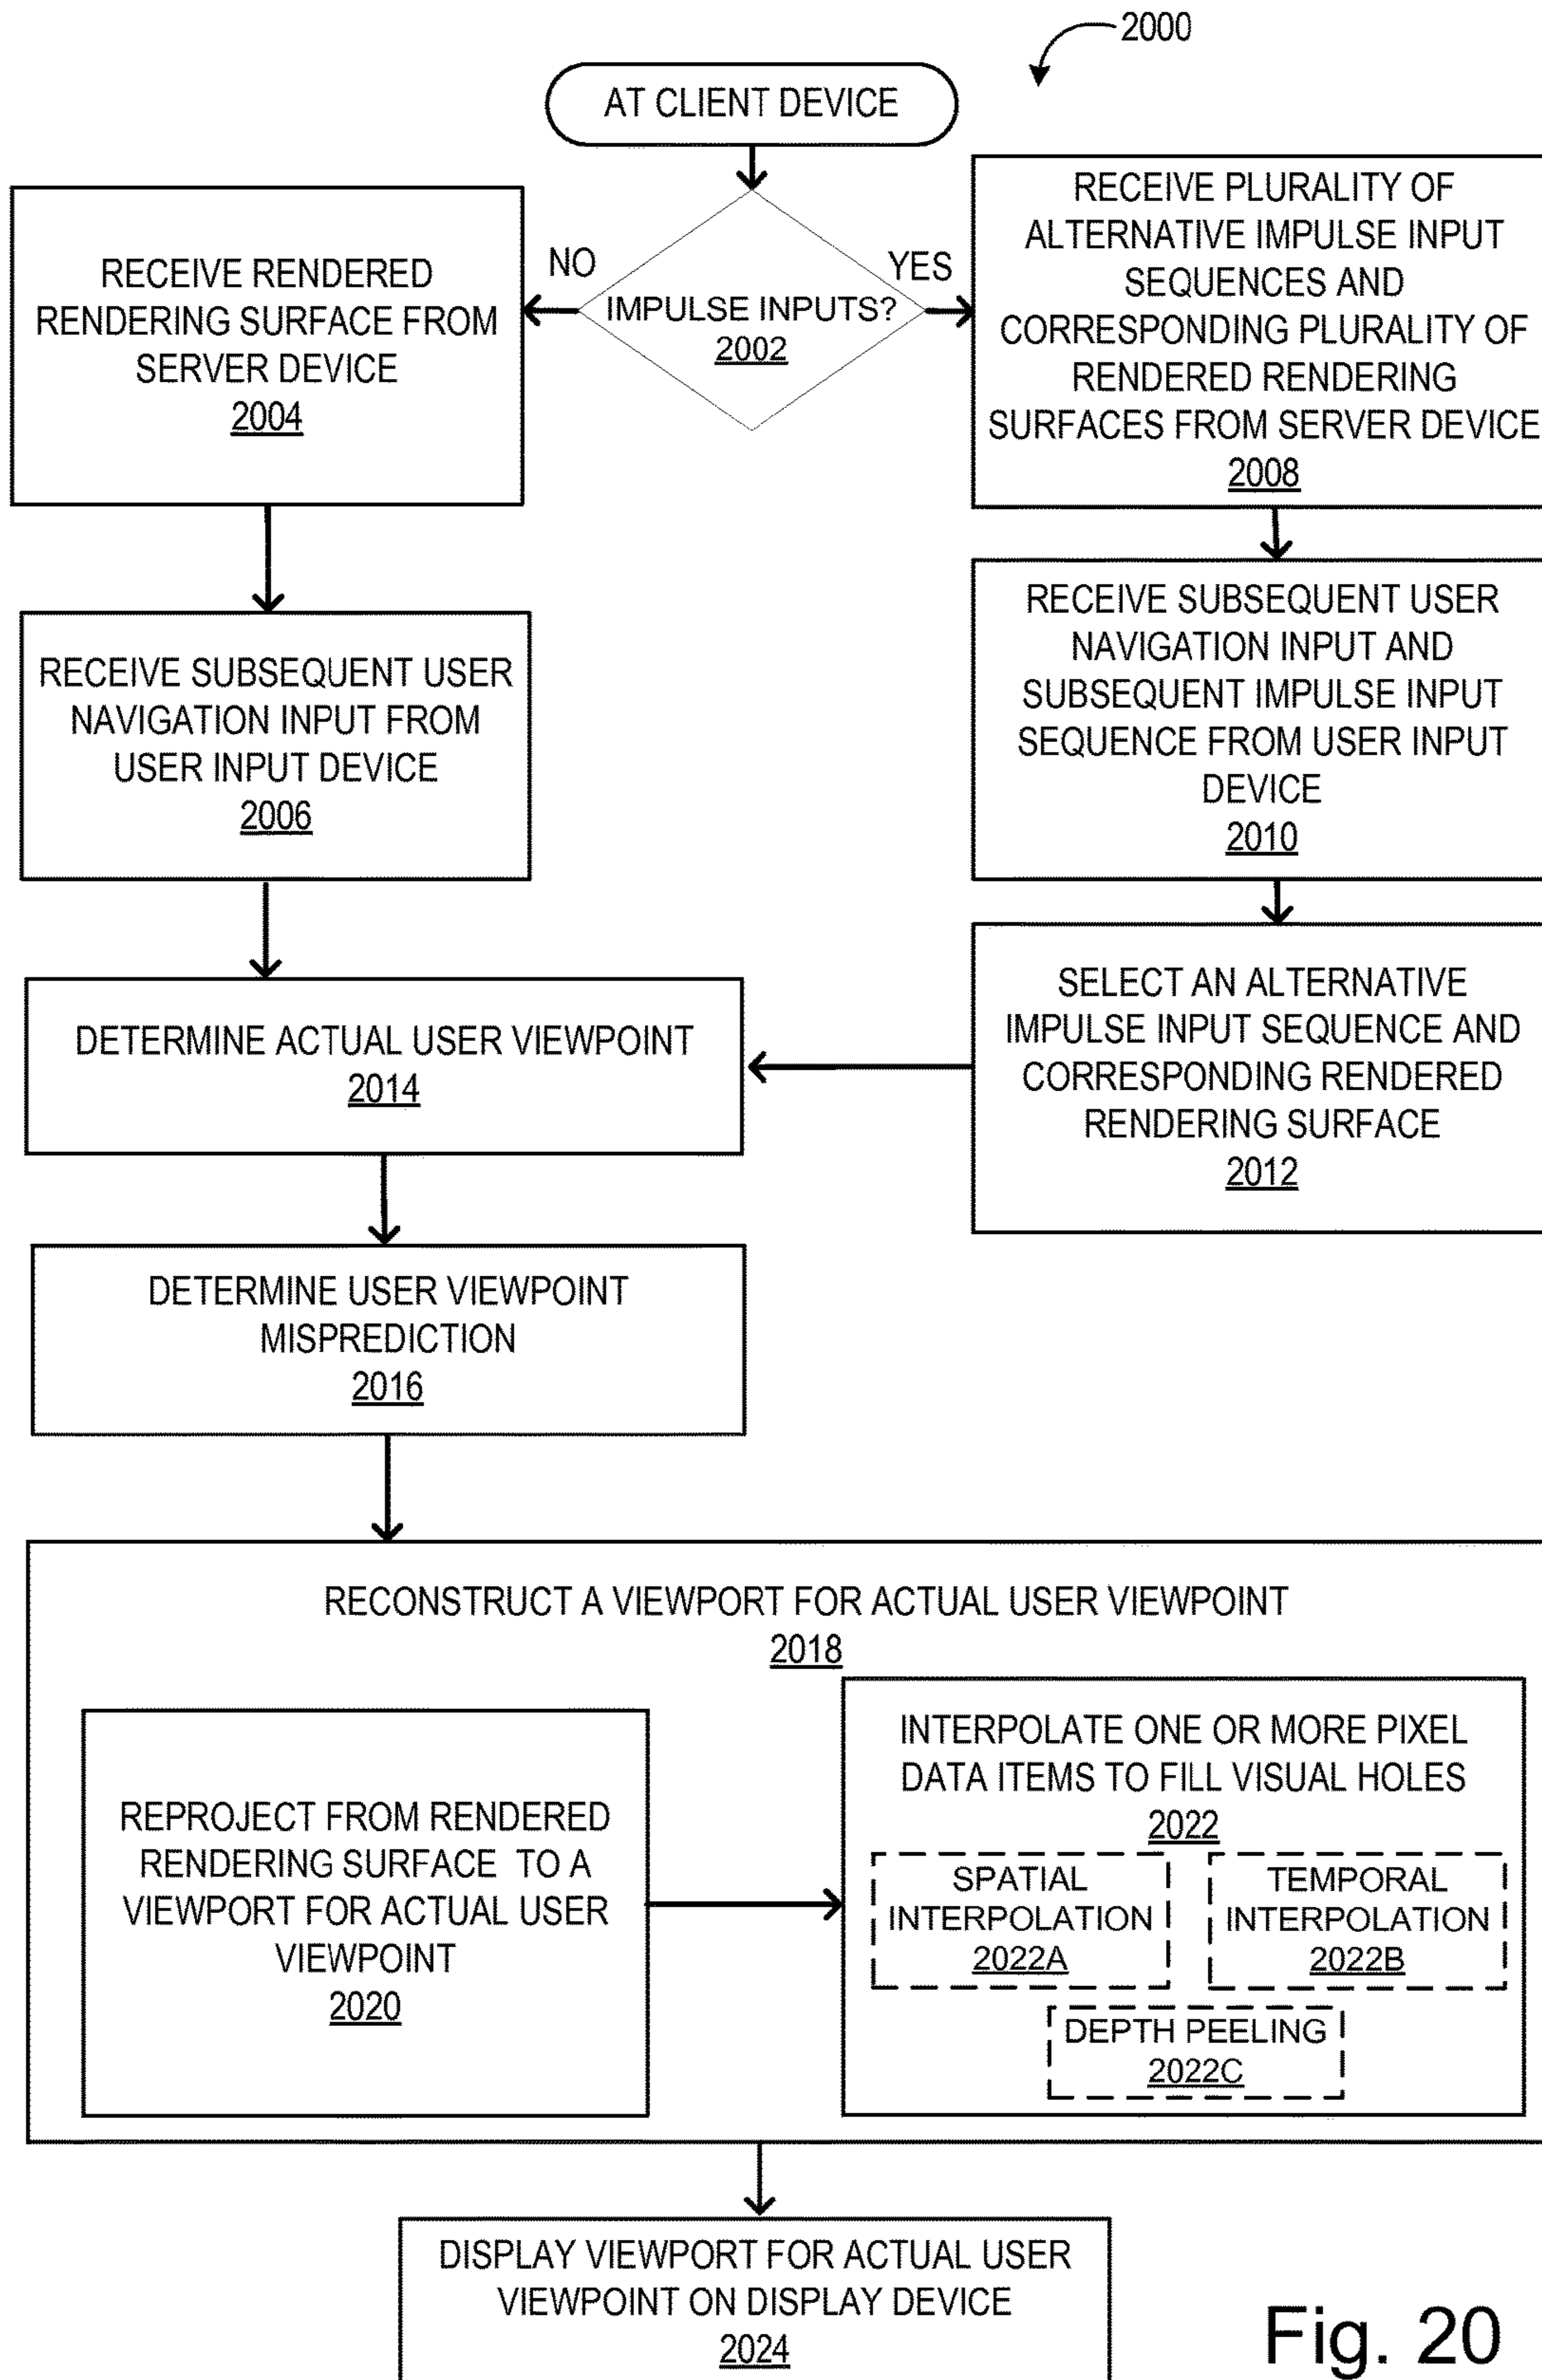 2000
AT CLIENT DEVICE
IMPULSE INPUTS?
2002
NO
YES
RECEIVE RENDERED
RENDERING SURFACE FROM
SERVER DEVICE
2004
RECEIVE SUBSEQUENT USER
NAVIGATION INPUT FROM
USER INPUT DEVICE
2006
RECEIVE PLURALITY OF
ALTERNATIVE IMPULSE INPUT
SEQUENCES AND
CORRESPONDING PLURALITY OF
RENDERED RENDERING
SURFACES FROM SERVER DEVICE
2008
RECEIVE SUBSEQUENT USER
NAVIGATION INPUT AND
SUBSEQUENT IMPULSE INPUT
SEQUENCE FROM USER INPUT
DEVICE
2010
SELECT AN ALTERNATIVE
IMPULSE INPUT SEQUENCE AND
CORRESPONDING RENDERED
RENDERING SURFACE
2012
DETERMINE ACTUAL USER VIEWPOINT
2014
DETERMINE USER VIEWPOINT
MISPREDICTION
2016
RECONSTRUCT A VIEWPORT FOR ACTUAL USER VIEWPOINT
2018
REPROJECT FROM RENDERED
RENDERING SURFACE TO A
VIEWPORT FOR ACTUAL USER
VIEWPOINT
2020
INTERPOLATE ONE OR MORE PIXEL
DATA ITEMS TO FILL VISUAL HOLES
2022
SPATIAL
INTERPOLATION
2022A
TEMPORAL
INTERPOLATION
2022B
DEPTH PEELING
2022C
DISPLAY VIEWPORT FOR ACTUAL USER
VIEWPOINT ON DISPLAY DEVICE
2024
Fig. 20